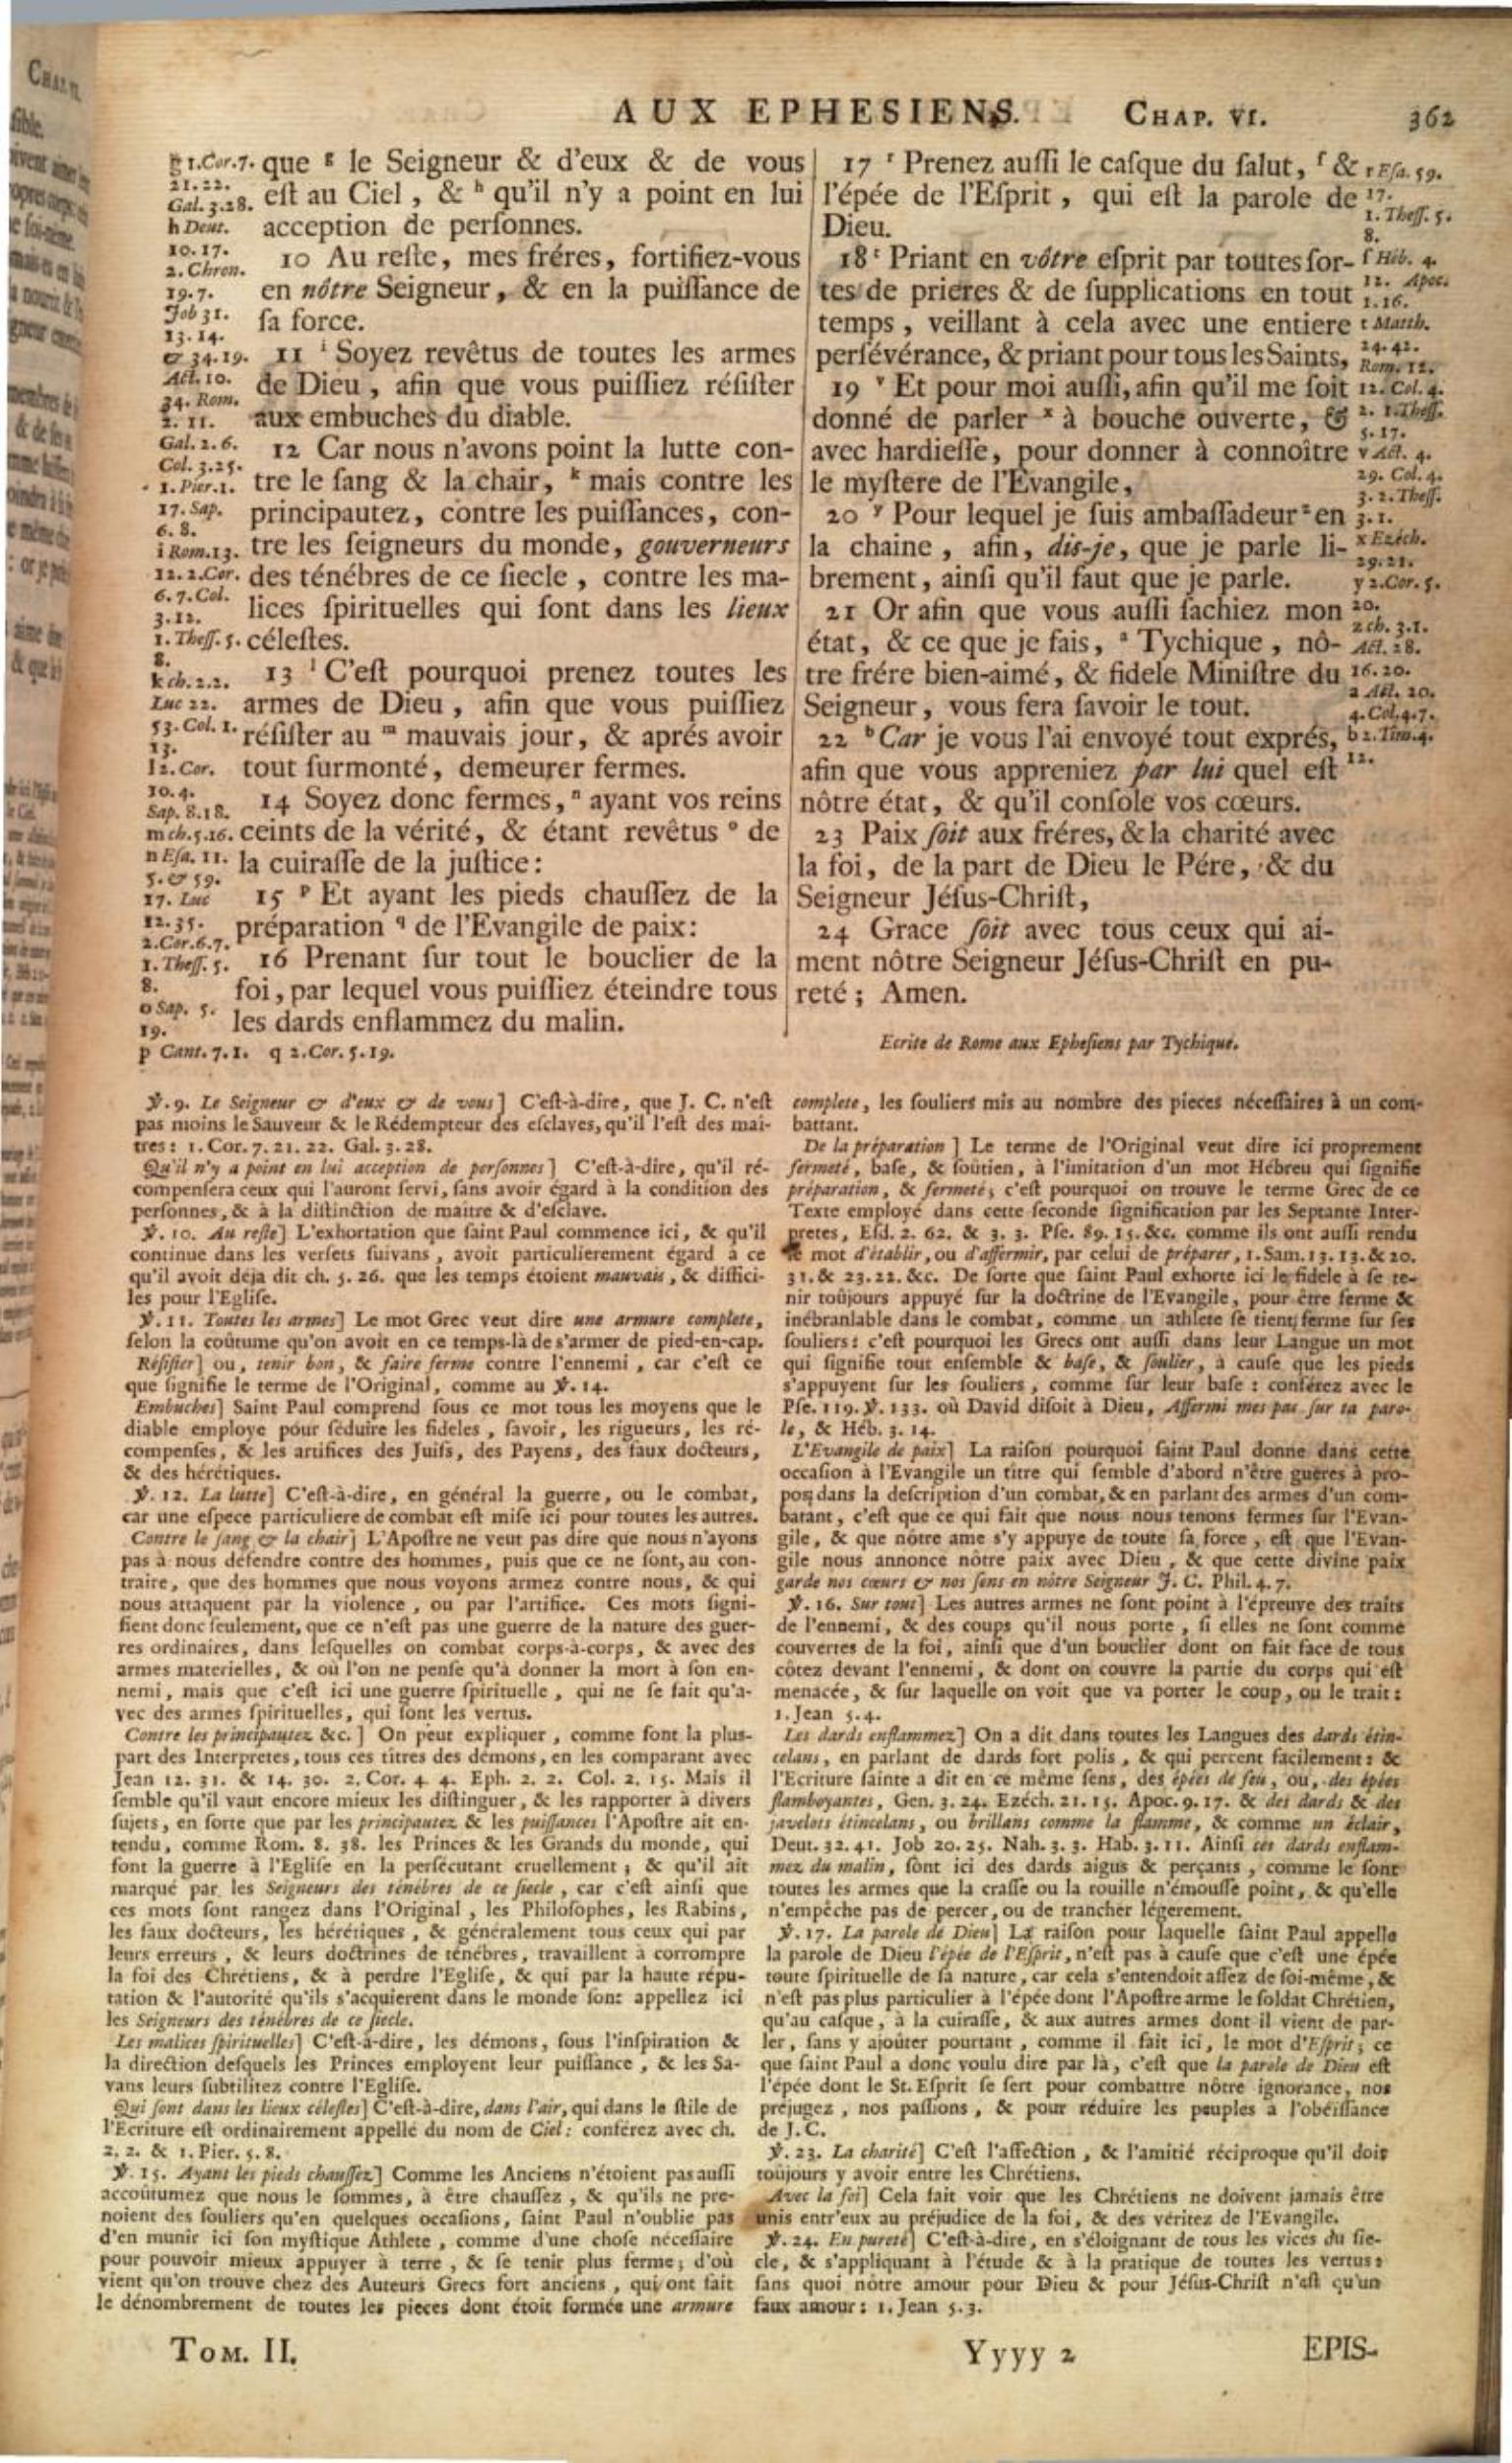 AUX EPHESIENS. CHAP. VI. 362
g 1.Cor.7.
21.22.
Gal.3.28.
h Deut.
10.17.
2.Chron.
19.7.
Job 31.
13.14.
& 34.19.
Act.10.
34. Rom.
2.11.
Gal.2.6.
Col.3.25.
1.Pier.1.
17. Sap.
6.8.
i Rom.13.
12.2.Cor.
6.7.Col.
3.12.
1.Theſſ.5.
8.
k ch.2.2.
Luc 22.
53.Col.1.
13.
l 2.Cor.
10.4.
Sap.8.18.
m ch.5.16.
n Eſa.11.
5.& 59.
17. Luc
12.35.
2.Cor.6.7.
1.Theſſ.5.
8.
o Sap. 5.
19.
p Cant.7.1. q 2.Cor.5.19.
que g le Seigneur & d'eux & de vous
eſt au Ciel, & h qu'il n'y a point en lui
acception de perſonnes.
10 Au reſte, mes fréres, fortifiez-vous
en nôtre Seigneur, & en la puiſſance de
ſa force.
11 i Soyez revêtus de toutes les armes
de Dieu, afin que vous puiſſiez réſiſter
aux embuches du diable.
12 Car nous n'avons point la lutte con-
tre le ſang & la chair, k mais contre les
principautez, contre les puiſſances, con-
tre les ſeigneurs du monde, gouverneurs
des ténébres de ce ſiecle, contre les ma-
lices ſpirituelles qui ſont dans les lieux
céleſtes.
13 l C'eſt pourquoi prenez toutes les
armes de Dieu, afin que vous puiſſiez
réſiſter au m mauvais jour, & aprés avoir
tout ſurmonté, demeurer fermes.
14 Soyez donc fermes, n ayant vos reins
ceints de la vérité, & étant revêtus o de
la cuiraſſe de la juſtice:
15 p Et ayant les pieds chauſſez de la
préparation q de l'Evangile de paix:
16 Prenant ſur tout le bouclier de la
foi, par lequel vous puiſſiez éteindre tous
les dards enflammez du malin.
17 r Prenez auſſi le caſque du ſalut, ſ &
l'épée de l'Eſprit, qui eſt la parole de
Dieu.
18 t Priant en vôtre eſprit par toutes ſor-
tes de prieres & de ſupplications en tout
temps, veillant à cela avec une entiere
perſévérance, & priant pour tous les Saints,
19 v Et pour moi auſſi, afin qu'il me ſoit
donné de parler x à bouche ouverte, &
avec hardieſſe, pour donner à connoître
le myſtere de l'Evangile,
20 y Pour lequel je ſuis ambaſſadeur z en
la chaine, afin, dis-je, que je parle li-
brement, ainſi qu'il faut que je parle.
21 Or afin que vous auſſi ſachiez mon
état, & ce que je fais, a Tychique, nô-
tre frére bien-aimé, & fidele Miniſtre du
Seigneur, vous fera ſavoir le tout.
22 b Car je vous l'ai envoyé tout exprés,
afin que vous appreniez par lui quel eſt
nôtre état, & qu'il conſole vos cœurs.
23 Paix ſoit aux fréres, & la charité avec
la foi, de la part de Dieu le Pére, & du
Seigneur Jéſus-Chriſt,
24 Grace ſoit avec tous ceux qui ai-
ment nôtre Seigneur Jéſus-Chriſt en pu-
reté; Amen.
Ecrite de Rome aux Epheſiens par Tychique.
r Eſa.59.
17.
1.Theſſ.5.
8.
ſ Héb. 4.
12. Apoc.
1.16.
t Matth.
24.42.
Rom.12.
12.Col.4.
2. 1.Theſſ.
5.17.
v Act. 4.
29. Col.4.
3.2.Theſſ.
3.1.
x Ezéch.
29.21.
y 2.Cor.5.
20.
z ch.3.1.
Act.28.
16.20.
a Act.20.
4.Col.4.7.
b 2.Tim.4.
12.
℣.9. Le Seigneur & d'eux & de vous] C'eſt-à-dire, que J. C. n'eſt
pas moins le Sauveur & le Rédempteur des eſclaves, qu'il l'eſt des mai-
tres: 1.Cor.7.21.22. Gal.3.28.
Qu'il n'y a point en lui acception de perſonnes] C'eſt-à-dire, qu'il ré-
compenſera ceux qui l'auront ſervi, ſans avoir égard à la condition des
perſonnes, & à la diſtinction de maitre & d'eſclave.
℣.10. Au reſte] L'exhortation que ſaint Paul commence ici, & qu'il
continue dans les verſets ſuivans, avoit particulierement égard à ce
qu'il avoit déja dit ch. 5.26. que les temps étoient mauvais, & diffici-
les pour l'Egliſe.
℣.11. Toutes les armes] Le mot Grec veut dire une armure complete,
ſelon la coûtume qu'on avoit en ce temps-là de s'armer de pied-en-cap.
Réſiſter] ou, tenir bon, & faire ferme contre l'ennemi, car c'eſt ce
que ſignifie le terme de l'Original, comme au ℣.14.
Embuches] Saint Paul comprend ſous ce mot tous les moyens que le
diable employe pour ſéduire les fideles, ſavoir, les rigueurs, les ré-
compenſes, & les artifices des Juifs, des Payens, des faux docteurs,
& des hérétiques.
℣.12. La lutte] C'eſt-à-dire, en général la guerre, ou le combat,
car une eſpece particuliere de combat eſt miſe ici pour toutes les autres.
Contre le ſang & la chair] L'Apoſtre ne veut pas dire que nous n'ayons
pas à nous défendre contre des hommes, puis que ce ne ſont, au con-
traire, que des hommes que nous voyons armez contre nous, & qui
nous attaquent par la violence, ou par l'artifice. Ces mots ſigni-
fient donc ſeulement, que ce n'eſt pas une guerre de la nature des guer-
res ordinaires, dans leſquelles on combat corps-à-corps, & avec des
armes materielles, & où l'on ne penſe qu'à donner la mort à ſon en-
nemi, mais que c'eſt ici une guerre ſpirituelle, qui ne ſe fait qu'a-
vec des armes ſpirituelles, qui ſont les vertus.
Contre les principautez &c.] On peut expliquer, comme font la plus-
part des Interpretes, tous ces titres des démons, en les comparant avec
Jean 12.31. & 14.30. 2.Cor.4.4. Eph.2.2. Col.2.15. Mais il
ſemble qu'il vaut encore mieux les diſtinguer, & les rapporter à divers
ſujets, en ſorte que par les principautez & les puiſſances l'Apoſtre ait en-
tendu, comme Rom. 8.38. les Princes & les Grands du monde, qui
font la guerre à l'Egliſe en la perſécutant cruellement; & qu'il ait
marqué par les Seigneurs des ténébres de ce ſiecle, car c'eſt ainſi que
ces mots ſont rangez dans l'Original, les Philoſophes, les Rabins,
les faux docteurs, les hérétiques, & généralement tous ceux qui par
leurs erreurs, & leurs doctrines de ténébres, travaillent à corrompre
la foi des Chrétiens, & à perdre l'Egliſe, & qui par la haute répu-
tation & l'autorité qu'ils s'acquierent dans le monde ſont appellez ici
les Seigneurs des ténébres de ce ſiecle.
Les malices ſpirituelles] C'eſt-à-dire, les démons, ſous l'inſpiration &
la direction deſquels les Princes employent leur puiſſance, & les Sa-
vans leurs ſubtilitez contre l'Egliſe.
Qui ſont dans les lieux céleſtes] C'eſt-à-dire, dans l'air, qui dans le ſtile de
l'Ecriture eſt ordinairement appellé du nom de Ciel: conférez avec ch.
2.2. & 1.Pier.5.8.
℣.15. Ayant les pieds chauſſez] Comme les Anciens n'étoient pas auſſi
accoûtumez que nous le ſommes, à être chauſſez, & qu'ils ne pre-
noient des ſouliers qu'en quelques occaſions, ſaint Paul n'oublie pas
d'en munir ici ſon myſtique Athlete, comme d'une choſe néceſſaire
pour pouvoir mieux appuyer à terre, & ſe tenir plus ferme; d'où
vient qu'on trouve chez des Auteurs Grecs fort anciens, qui ont fait
le dénombrement de toutes les pieces dont étoit formée une armure
complete, les ſouliers mis au nombre des pieces néceſſaires à un com-
battant.
De la préparation] Le terme de l'Original veut dire ici proprement
fermeté, baſe, & ſoûtien, à l'imitation d'un mot Hébreu qui ſignifie
préparation, & fermeté; c'eſt pourquoi on trouve le terme Grec de ce
Texte employé dans cette ſeconde ſignification par les Septante Inter-
pretes, Eſd.2.62. & 3.3. Pſe.89.15.&c. comme ils ont auſſi rendu
le mot d'établir, ou d'affermir, par celui de préparer, 1.Sam.13.13.& 20.
31.& 23.22.&c. De ſorte que ſaint Paul exhorte ici le fidele à ſe te-
nir toûjours appuyé ſur la doctrine de l'Evangile, pour être ferme &
inébranlable dans le combat, comme un athlete ſe tient ferme ſur ſes
ſouliers: c'eſt pourquoi les Grecs ont auſſi dans leur Langue un mot
qui ſignifie tout enſemble & baſe, & ſoulier, à cauſe que les pieds
s'appuyent ſur les ſouliers, comme ſur leur baſe: conférez avec le
Pſe.119.℣.133. où David diſoit à Dieu, Affermi mes pas ſur ta paro-
le, & Héb.3.14.
L'Evangile de paix] La raiſon pourquoi ſaint Paul donne dans cette
occaſion à l'Evangile un titre qui ſemble d'abord n'être guéres à pro-
pos dans la deſcription d'un combat, & en parlant des armes d'un com-
batant, c'eſt que ce qui fait que nous nous tenons fermes ſur l'Evan-
gile, & que nôtre ame s'y appuye de toute ſa force, eſt que l'Evan-
gile nous annonce nôtre paix avec Dieu, & que cette divine paix
garde nos cœurs & nos ſens en nôtre Seigneur J. C. Phil.4.7.
℣.16. Sur tout] Les autres armes ne ſont point à l'épreuve des traits
de l'ennemi, & des coups qu'il nous porte, ſi elles ne ſont comme
couvertes de la foi, ainſi que d'un bouclier dont on fait face de tous
côtez devant l'ennemi, & dont on couvre la partie du corps qui eſt
menacée, & ſur laquelle on voit que va porter le coup, ou le trait:
1.Jean 5.4.
Les dards enflammez] On a dit dans toutes les Langues des dards étin-
celans, en parlant de dards fort polis, & qui percent facilement: &
l'Ecriture ſainte a dit en ce même ſens, des épées de feu, ou, des épées
flamboyantes, Gen. 3.24. Ezéch.21.15. Apoc.9.17. & des dards & des
javelots étincelans, ou brillans comme la flamme, & comme un éclair,
Deut.32.41. Job 20.25. Nah.3.3. Hab.3.11. Ainſi ces dards enflam-
mez du malin, ſont ici des dards aigus & perçants, comme le ſont
toutes les armes que la craſſe ou la rouille n'émouſſe point, & qu'elle
n'empêche pas de percer, ou de trancher légerement.
℣.17. La parole de Dieu] La raiſon pour laquelle ſaint Paul appelle
la parole de Dieu l'épée de l'Eſprit, n'eſt pas à cauſe que c'eſt une épée
toute ſpirituelle de ſa nature, car cela s'entendoit aſſez de ſoi-même, &
n'eſt pas plus particulier à l'épée dont l'Apoſtre arme le ſoldat Chrétien,
qu'au caſque, à la cuiraſſe, & aux autres armes dont il vient de par-
ler, ſans y ajoûter pourtant, comme il fait ici, le mot d'Eſprit; ce
que ſaint Paul a donc voulu dire par là, c'eſt que la parole de Dieu eſt
l'épée dont le St. Eſprit ſe ſert pour combattre nôtre ignorance, nos
préjugez, nos paſſions, & pour réduire les peuples à l'obéïſſance
de J.C.
℣.23. La charité] C'eſt l'affection, & l'amitié réciproque qu'il doit
toûjours y avoir entre les Chrétiens.
Avec la foi] Cela fait voir que les Chrétiens ne doivent jamais être
unis entr'eux au préjudice de la foi, & des véritez de l'Evangile.
℣.24. En pureté] C'eſt-à-dire, en s'éloignant de tous les vices du ſie-
cle, & s'appliquant à l'étude & à la pratique de toutes les vertus:
ſans quoi nôtre amour pour Dieu & pour Jéſus-Chriſt n'eſt qu'un
faux amour: 1.Jean 5.3.
TOM. II. Yyyy 2 EPIS-